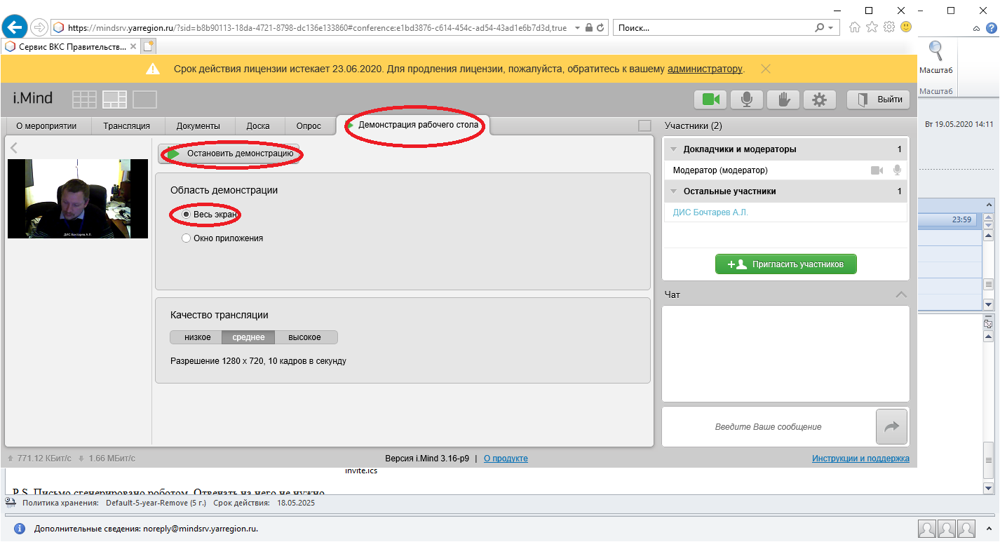 https://mindsrv.yarregion.ru/?sid=b8b90113-18da-4721-8798-dc136e133860#conference:e1bd3876-c614-454c-ad54-43ad1e6b7d3d,true
Поиск...
Сервис ВКС Правительств...
Масштаб
Масштаб
Срок действия лицензии истекает 23.06.2020. Для продления лицензии, пожалуйста, обратитесь к вашему администратору.
i.Mind
Выйти
О мероприятии
Трансляция
Документы
Доска
Опрос
Демонстрация рабочего стола
Участники (2)
Вт 19.05.2020 14:11
Остановить демонстрацию
Докладчики и модераторы 1
Модератор (модератор)
Остальные участники 1
ДИС Бочтарев А.Л.
23:59
Область демонстрации
Весь экран
Окно приложения
ДИС Бочтарев А.Л.
Пригласить участников
Чат
Качество трансляции
низкое
среднее
высокое
Разрешение 1280 x 720, 10 кадров в секунду
Введите Ваше сообщение
771.12 КБит/с
1.66 МБит/с
Версия i.Mind 3.16-p9 | О продукте
Инструкции и поддержка
invite.ics
P.S. Письмо сгенерировано роботом. Отвечать на него не нужно
Политика хранения: Default-5-year-Remove (5 г.) Срок действия: 18.05.2025
Дополнительные сведения: noreply@mindsrv.yarregion.ru.